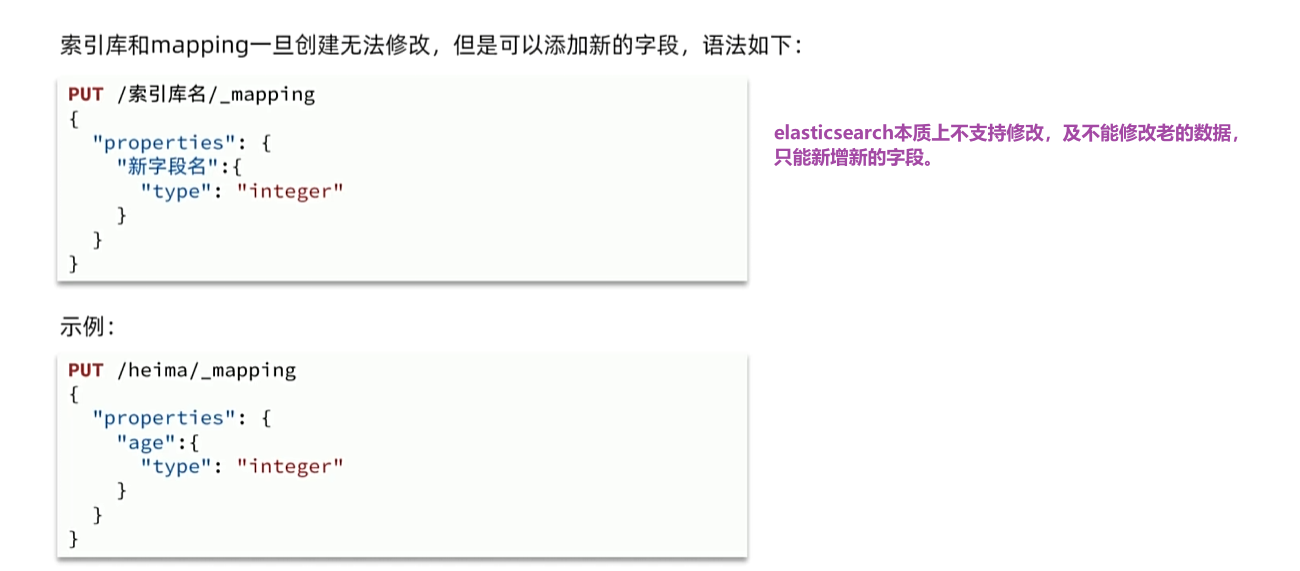 索引库和mapping一旦创建无法修改，但是可以添加新的字段，语法如下：
PUT /索引库名/_mapping
{
  "properties": {
    "新字段名":{
      "type": "integer"
    }
  }
}
elasticsearch本质上不支持修改，及不能修改老的数据，
只能新增新的字段。
示例：
PUT /heima/_mapping
{
  "properties": {
    "age":{
      "type": "integer"
    }
  }
}